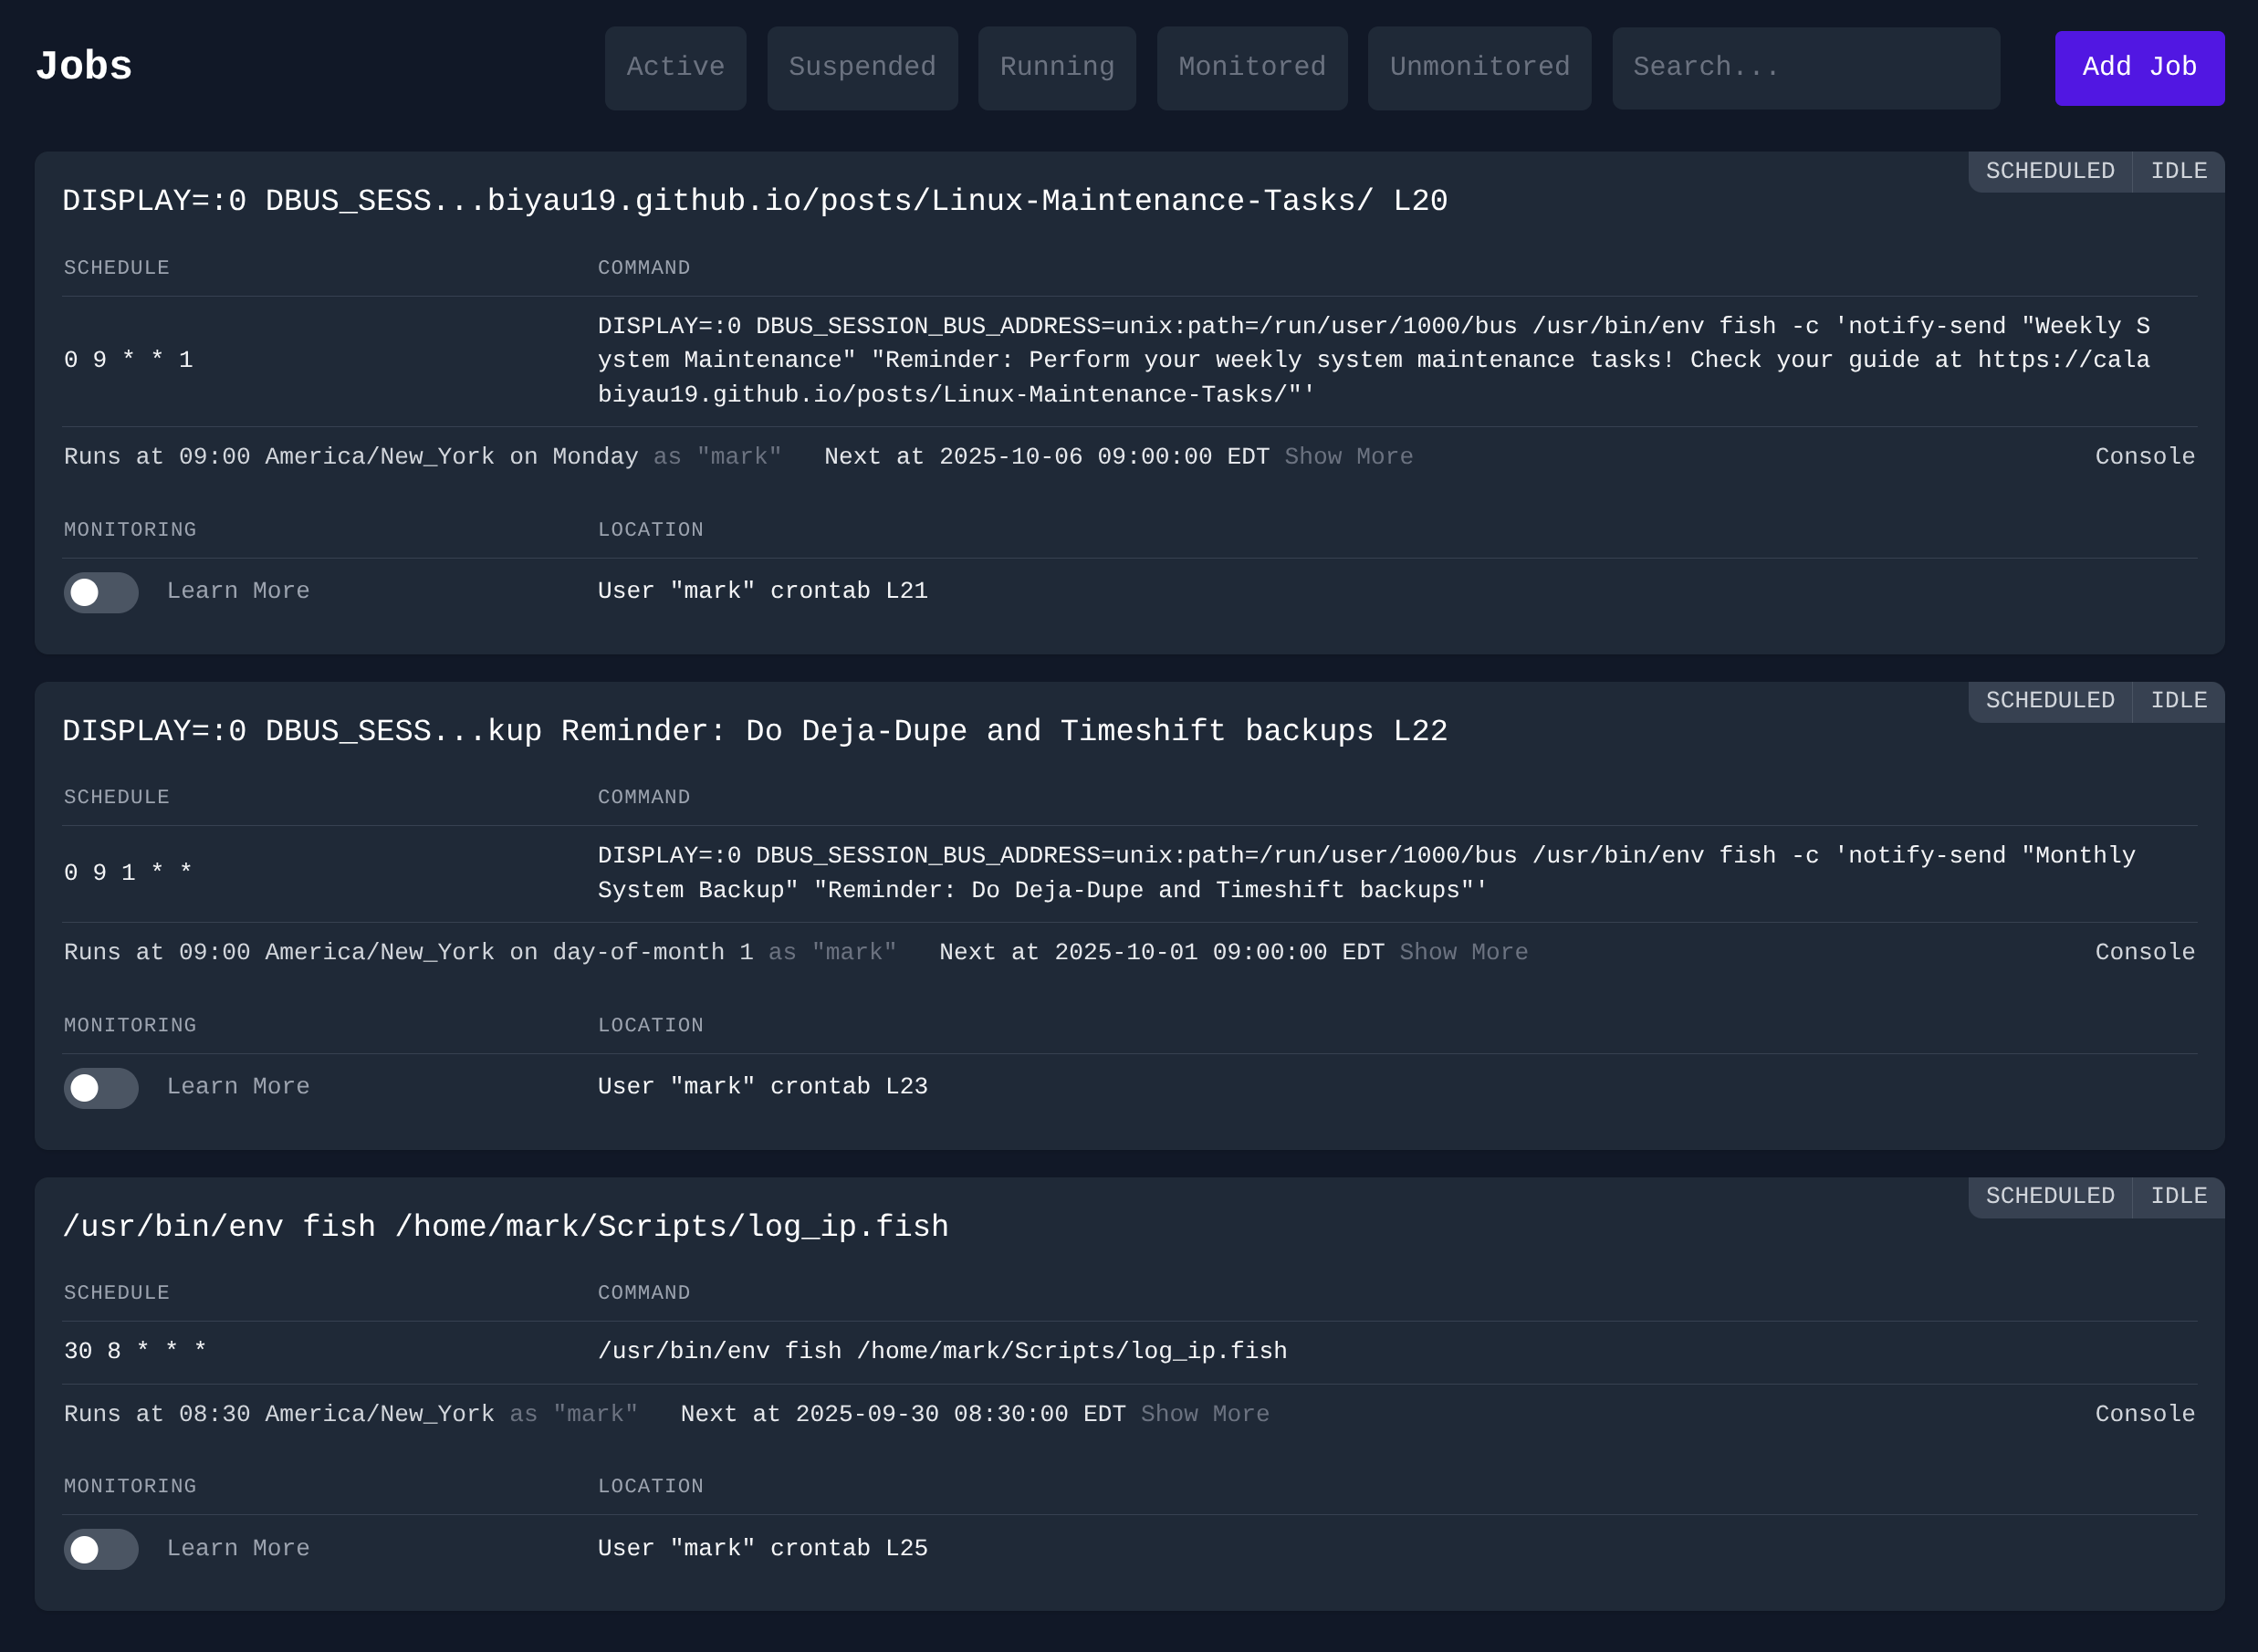 Jobs
Active
Suspended
Running
Monitored
Unmonitored
Search...
Add Job
SCHEDULED
IDLE
DISPLAY=:0 DBUS_SESS...biyau19.github.io/posts/Linux-Maintenance-Tasks/ L20
SCHEDULE
COMMAND
0 9 * * 1
DISPLAY=:0 DBUS_SESSION_BUS_ADDRESS=unix:path=/run/user/1000/bus /usr/bin/env fish -c 'notify-send "Weekly S
ystem Maintenance" "Reminder: Perform your weekly system maintenance tasks! Check your guide at https://cala
biyau19.github.io/posts/Linux-Maintenance-Tasks/"'
Runs at 09:00 America/New_York on Monday as "mark" Next at 2025-10-06 09:00:00 EDT Show More
Console
MONITORING
LOCATION
Learn More
User "mark" crontab L21
SCHEDULED
IDLE
DISPLAY=:0 DBUS_SESS...kup Reminder: Do Deja-Dupe and Timeshift backups L22
SCHEDULE
COMMAND
0 9 1 * *
DISPLAY=:0 DBUS_SESSION_BUS_ADDRESS=unix:path=/run/user/1000/bus /usr/bin/env fish -c 'notify-send "Monthly
System Backup" "Reminder: Do Deja-Dupe and Timeshift backups"'
Runs at 09:00 America/New_York on day-of-month 1 as "mark" Next at 2025-10-01 09:00:00 EDT Show More
Console
MONITORING
LOCATION
Learn More
User "mark" crontab L23
SCHEDULED
IDLE
/usr/bin/env fish /home/mark/Scripts/log_ip.fish
SCHEDULE
COMMAND
30 8 * * *
/usr/bin/env fish /home/mark/Scripts/log_ip.fish
Runs at 08:30 America/New_York as "mark" Next at 2025-09-30 08:30:00 EDT Show More
Console
MONITORING
LOCATION
Learn More
User "mark" crontab L25